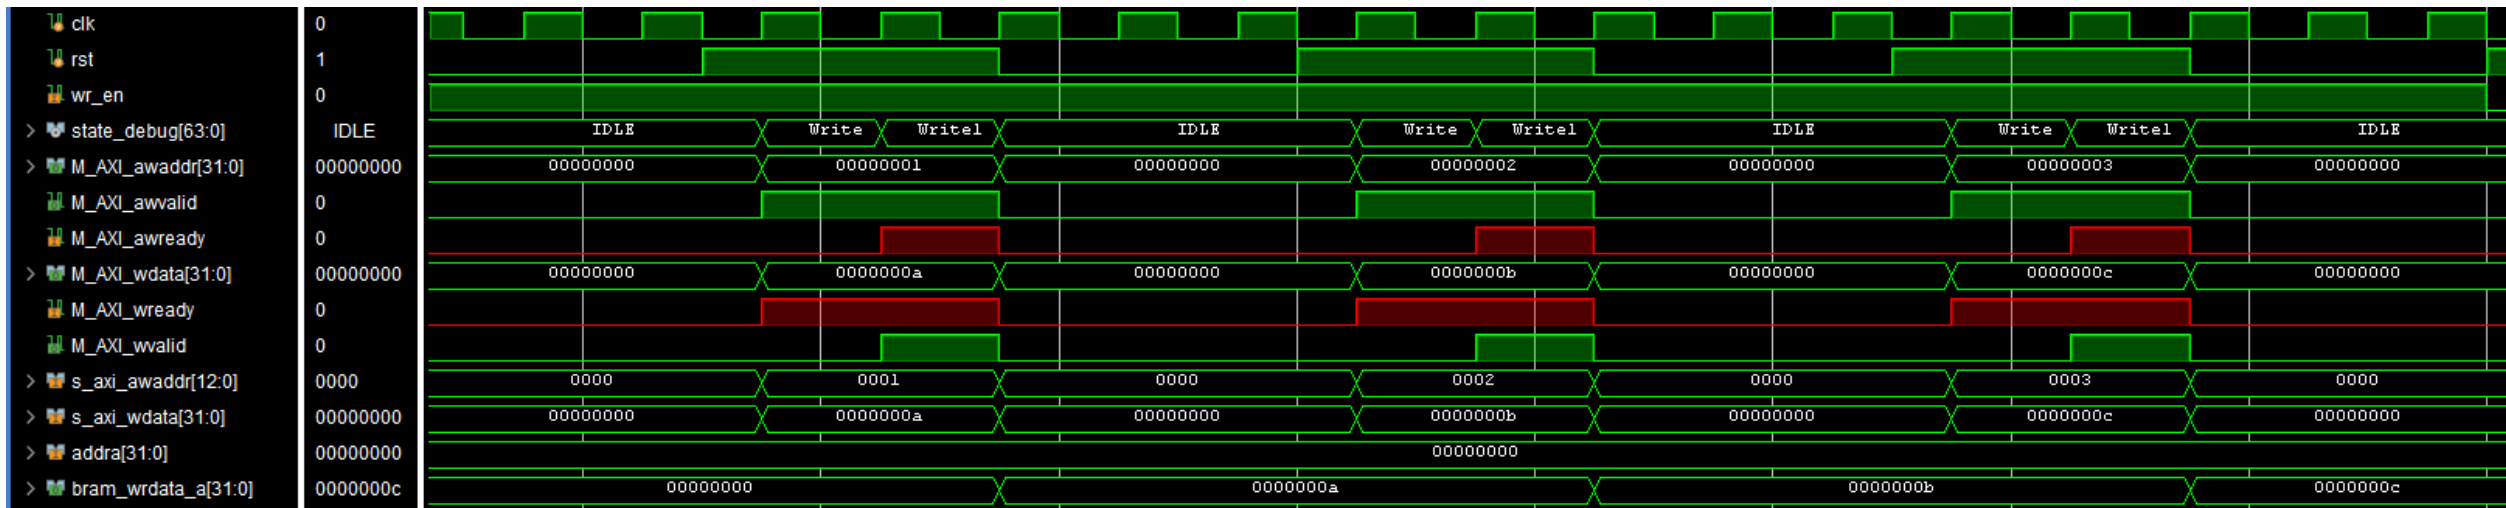 clk 0
rst 1
wr_en 0
state_debug[63:0] IDLE IDLE Write Writel IDLE Write Writel IDLE Write Writel IDLE
M_AXI_awaddr[31:0] 00000000 00000000 00000001 00000000 00000002 00000000 00000003 00000000
M_AXI_awvalid 0
M_AXI_awready 0
M_AXI_wdata[31:0] 00000000 00000000 0000000a 00000000 0000000b 00000000 0000000c 00000000
M_AXI_wready 0
M_AXI_wvalid 0
s_axi_awaddr[12:0] 0000 0000 0001 0000 0002 0000 0003 0000
s_axi_wdata[31:0] 00000000 00000000 0000000a 00000000 0000000b 00000000 0000000c 00000000
addra[31:0] 00000000 00000000
bram_wrdata_a[31:0] 0000000c 00000000 0000000a 0000000b 0000000c